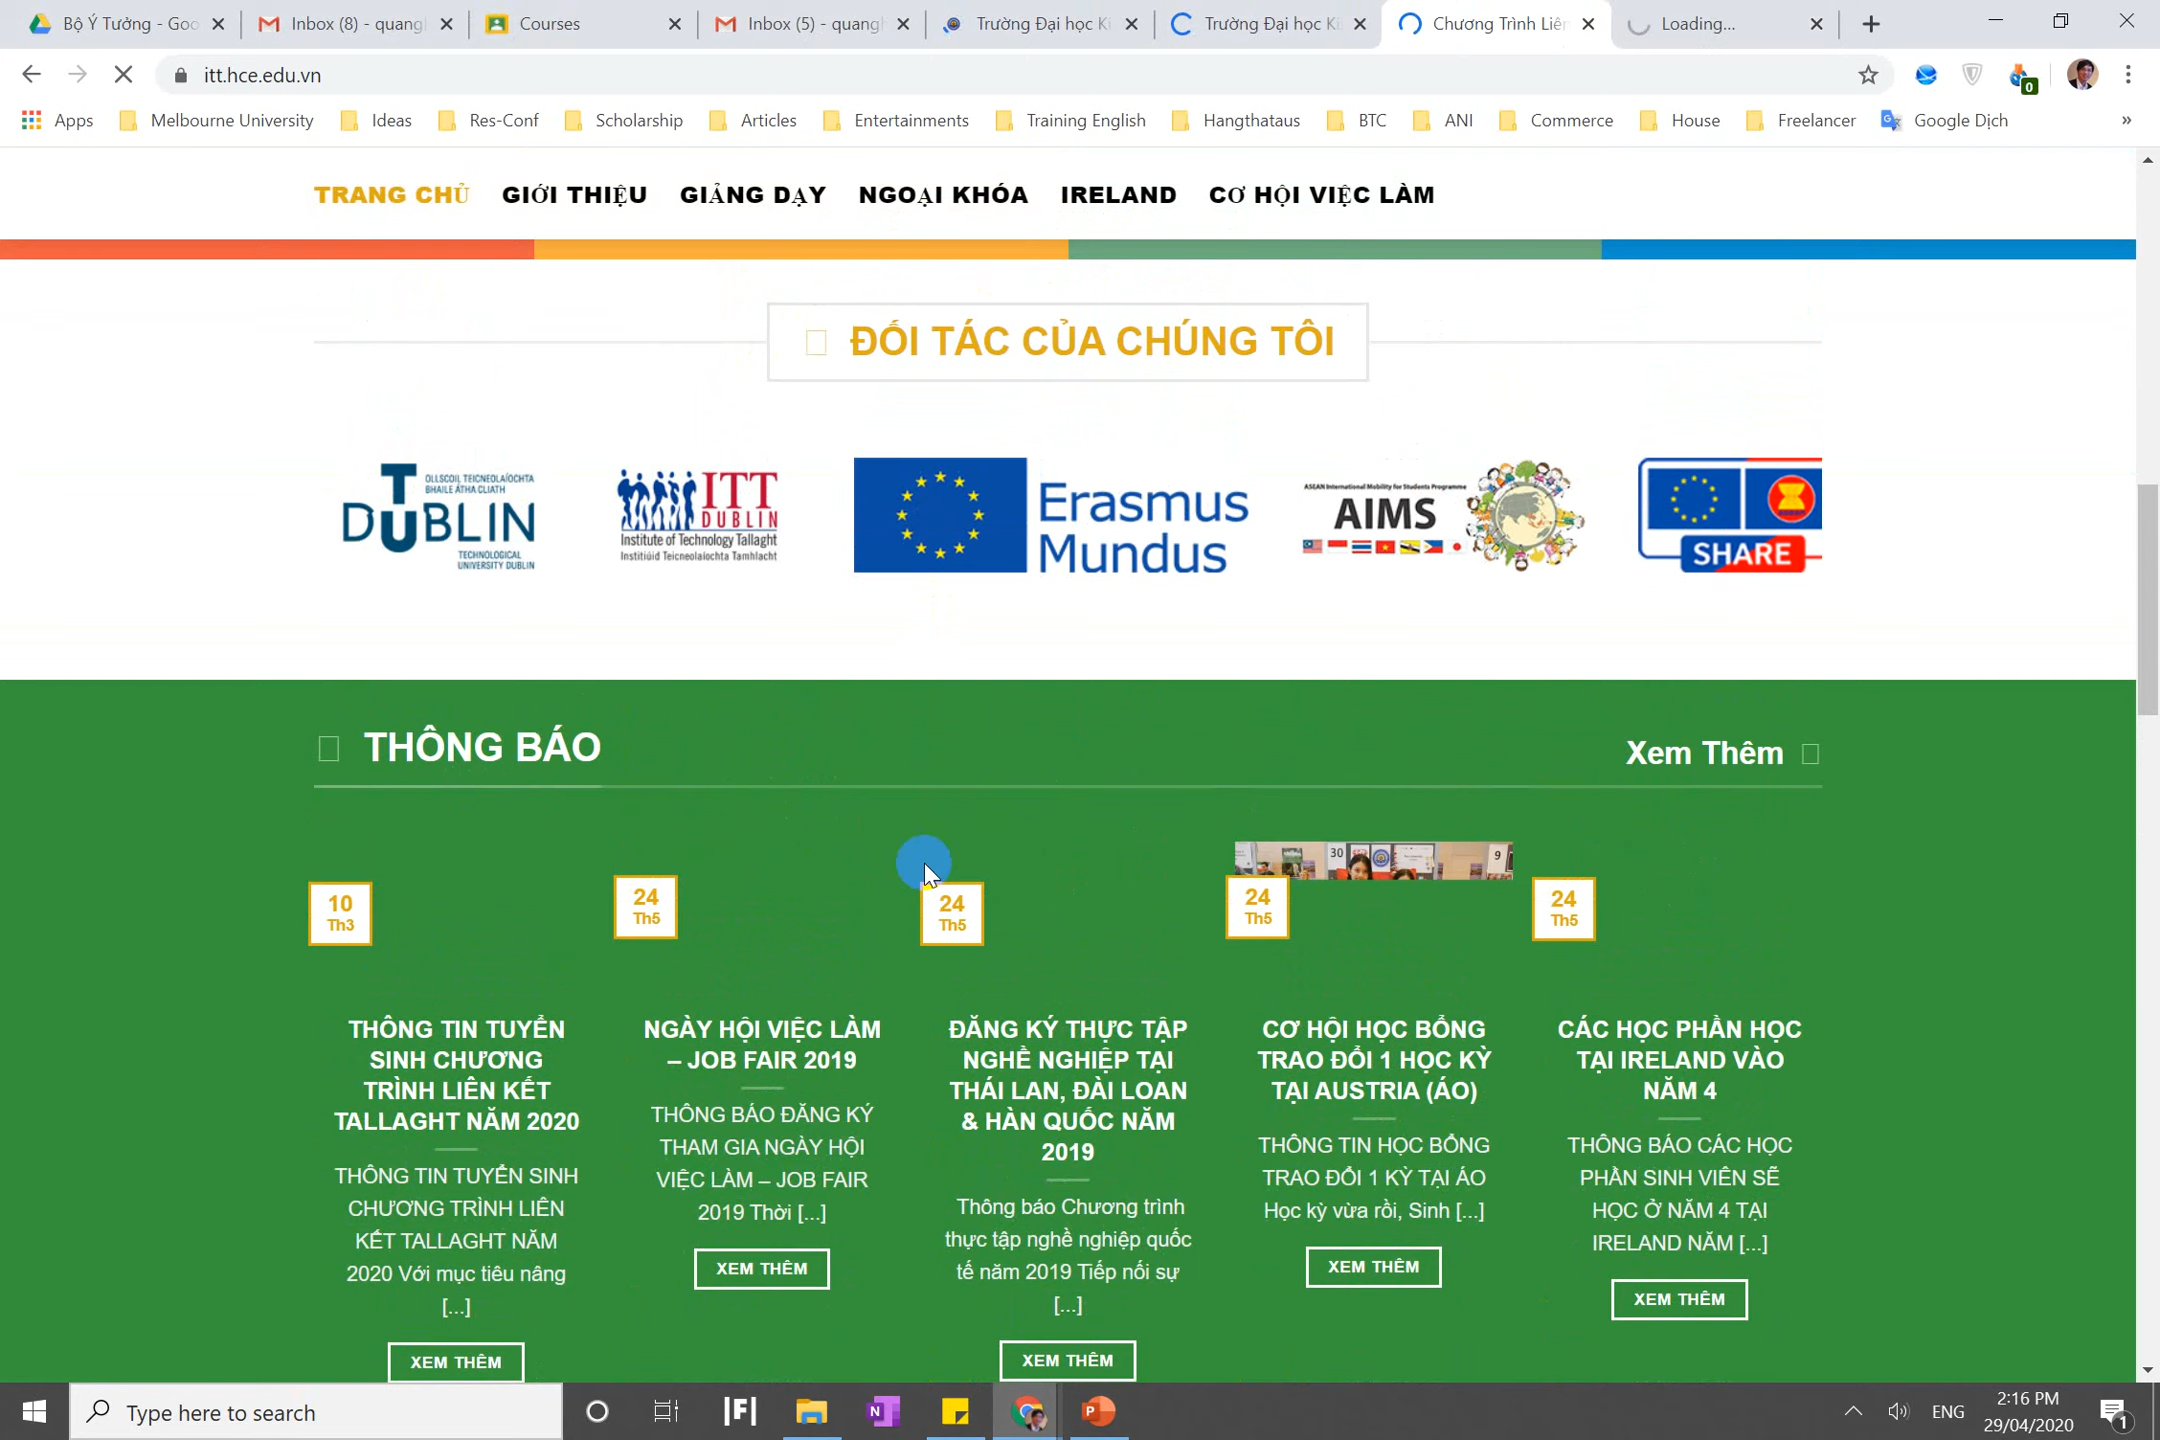 Bộ Ý Tưởng - Goo
Inbox (8) - quangl
Courses
Inbox (5) - quangh
Trường Đại học Ki
Trường Đại học Ki
Chương Trình Liên
Loading...
itt.hce.edu.vn
0
Apps
Melbourne University
Ideas
Res-Conf
Scholarship
Articles
Entertainments
Training English
Hangthataus
BTC
ANI
Commerce
House
Freelancer
Google Dịch
»
TRANG CHỦ
GIỚI THIỆU
GIẢNG DẠY
NGOẠI KHÓA
IRELAND
CƠ HỘI VIỆC LÀM
ĐỐI TÁC CỦA CHÚNG TÔI
OLLSCOIL TEICNEOLAÍOCHTA
BHAILE ÁTHA CLIATH
DUBLIN
TECHNOLOGICAL
UNIVERSITY DUBLIN
ITT
DUBLIN
Institute of Technology Tallaght
Institiúid Teicneolaíochta Tamhlacht
Erasmus
Mundus
ASEAN International Mobility for Students Programme
AIMS
SHARE
THÔNG BÁO
Xem Thêm
30
9
10
Th3
24
Th5
24
Th5
24
Th5
24
Th5
THÔNG TIN TUYỂN
SINH CHƯƠNG
TRÌNH LIÊN KẾT
TALLAGHT NĂM 2020
THÔNG TIN TUYỂN SINH
CHƯƠNG TRÌNH LIÊN
KẾT TALLAGHT NĂM
2020 Với mục tiêu nâng
[...]
XEM THÊM
NGÀY HỘI VIỆC LÀM
– JOB FAIR 2019
THÔNG BÁO ĐĂNG KÝ
THAM GIA NGÀY HỘI
VIỆC LÀM – JOB FAIR
2019 Thời [...]
XEM THÊM
ĐĂNG KÝ THỰC TẬP
NGHỀ NGHIỆP TẠI
THÁI LAN, ĐÀI LOAN
& HÀN QUỐC NĂM
2019
Thông báo Chương trình
thực tập nghề nghiệp quốc
tế năm 2019 Tiếp nối sự
[...]
XEM THÊM
CƠ HỘI HỌC BỔNG
TRAO ĐỔI 1 HỌC KỲ
TẠI AUSTRIA (ÁO)
THÔNG TIN HỌC BỔNG
TRAO ĐỔI 1 KỲ TẠI ÁO
Học kỳ vừa rồi, Sinh [...]
XEM THÊM
CÁC HỌC PHẦN HỌC
TẠI IRELAND VÀO
NĂM 4
THÔNG BÁO CÁC HỌC
PHẦN SINH VIÊN SẼ
HỌC Ở NĂM 4 TẠI
IRELAND NĂM [...]
XEM THÊM
Type here to search
ENG
2:16 PM
29/04/2020
1